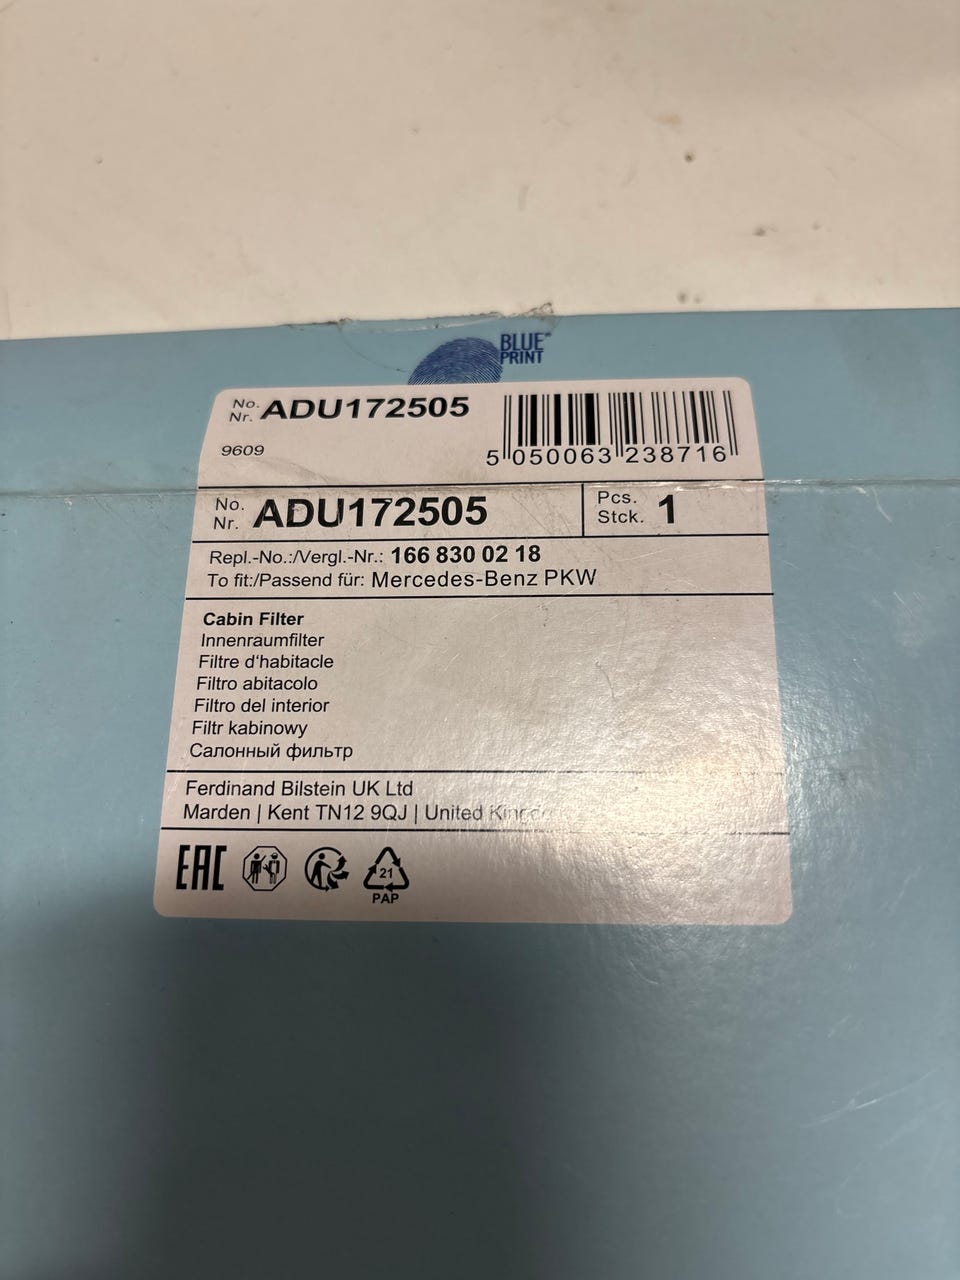 BLUE
PRINT
No.
Nr. ADU172505
9609
5 050063 238716
No.
Nr. ADU172505
Pcs.
Stck. 1
Repl.-No.:/Vergl.-Nr.: 166 830 02 18
To fit:/Passend für: Mercedes-Benz PKW
Cabin Filter
Innenraumfilter
Filtre d'habitacle
Filtro abitacolo
Filtro del interior
Filtr kabinowy
Салонный фильтр
Ferdinand Bilstein UK Ltd
Marden | Kent TN12 9QJ | United Kingdom
EAC
21
PAP